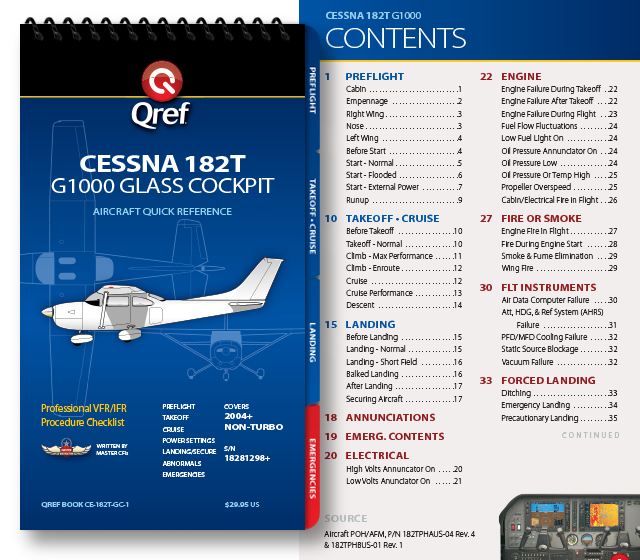 Qref
CESSNA 182T
G1000 GLASS COCKPIT
AIRCRAFT QUICK REFERENCE
Professional VFR/IFR
Procedure Checklist
WRITTEN BY
MASTER CFIs
PREFLIGHT
TAKEOFF
CRUISE
POWER SETTINGS
LANDING/SECURE
ABNORMALS
EMERGENCIES
COVERS
2004+
NON-TURBO
S/N
18281298+
QREF BOOK CE-182T-GC-1
$29.95 US
PREFLIGHT
TAKEOFF • CRUISE
LANDING
EMERGENCIES
CESSNA 182T G1000
CONTENTS
1 PREFLIGHT
Cabin .....................1
Empennage ................2
Right Wing .................3
Nose .......................3
Left Wing ..................4
Before Start ................4
Start - Normal ..............5
Start - Flooded .............6
Start - External Power .......7
Runup .....................9
10 TAKEOFF • CRUISE
Before Takeoff .............10
Takeoff - Normal ...........10
Climb - Max Performance ....11
Climb - Enroute ............12
Cruise ....................12
Cruise Performance .........13
Descent ...................14
15 LANDING
Before Landing .............15
Landing - Normal ...........15
Landing - Short Field ........16
Balked Landing .............16
After Landing ..............17
Securing Aircraft ...........17
18 ANNUNCIATIONS
19 EMERG. CONTENTS
20 ELECTRICAL
High Volts Annuncator On ....20
Low Volts Anunciator On ....21
22 ENGINE
Engine Failure During Takeoff ..22
Engine Failure After Takeoff ...22
Engine Failure During Flight ...23
Fuel Flow Fluctuations ........24
Low Fuel Light On ...........24
Oil Pressure Annunciator On ..24
Oil Pressure Low ............24
Oil Pressure Or Temp High ....25
Propeller Overspeed .........25
Cabin/Electrical Fire In Flight ..26
27 FIRE OR SMOKE
Engine Fire In Flight ..........27
Fire During Engine Start ......28
Smoke & Fume Elimination ...29
Wing Fire ..................29
30 FLT INSTRUMENTS
Air Data Computer Failure ....30
Att, HDG, & Ref System (AHRS)
Failure ..................31
PFD/MFD Cooling Failure .....32
Static Source Blockage ........32
Vacuum Failure .............32
33 FORCED LANDING
Ditching ...................33
Emergency Landing .........34
Precautionary Landing .......35
CONTINUED
SOURCE
Aircraft POH/AFM, P/N 182TPHAUS-04 Rev. 4
& 182TPHBUS-01 Rev. 1